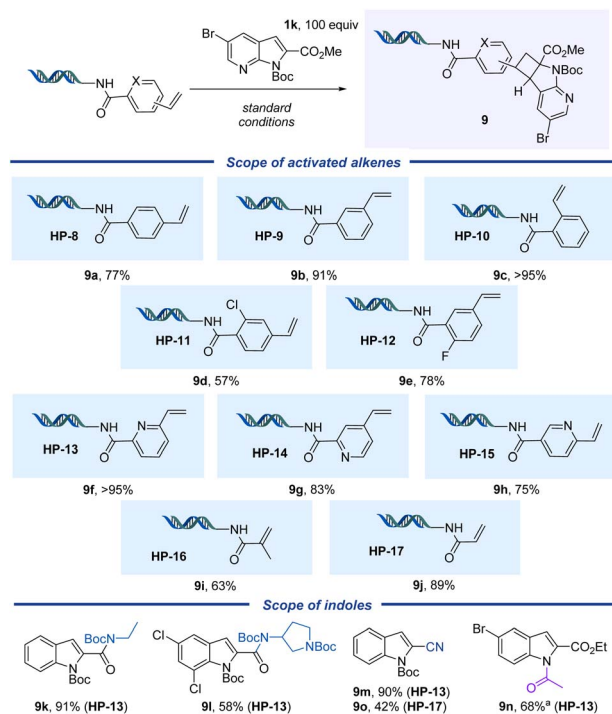 1k, 100 equiv
Br
CO₂Me
N
N
Boc
NH
O
X
standard
conditions
NH
O
X
CO₂Me
NBoc
H
N
Br
9
Scope of activated alkenes
HP-8
NH
O
9a, 77%
HP-9
NH
O
9b, 91%
HP-10
NH
O
9c, >95%
HP-11
NH
O
Cl
9d, 57%
HP-12
NH
O
F
9e, 78%
HP-13
NH
O
N
9f, >95%
HP-14
NH
O
N
9g, 83%
HP-15
NH
O
N
9h, 75%
HP-16
NH
O
9i, 63%
HP-17
NH
O
9j, 89%
Scope of indoles
BocN
O
N
Boc
9k, 91% (HP-13)
Cl
BocN
NBoc
O
N
Cl Boc
9l, 58% (HP-13)
CN
N
Boc
9m, 90% (HP-13)
9o, 42% (HP-17)
Br
CO₂Et
N
O
9n, 68%ᵃ (HP-13)